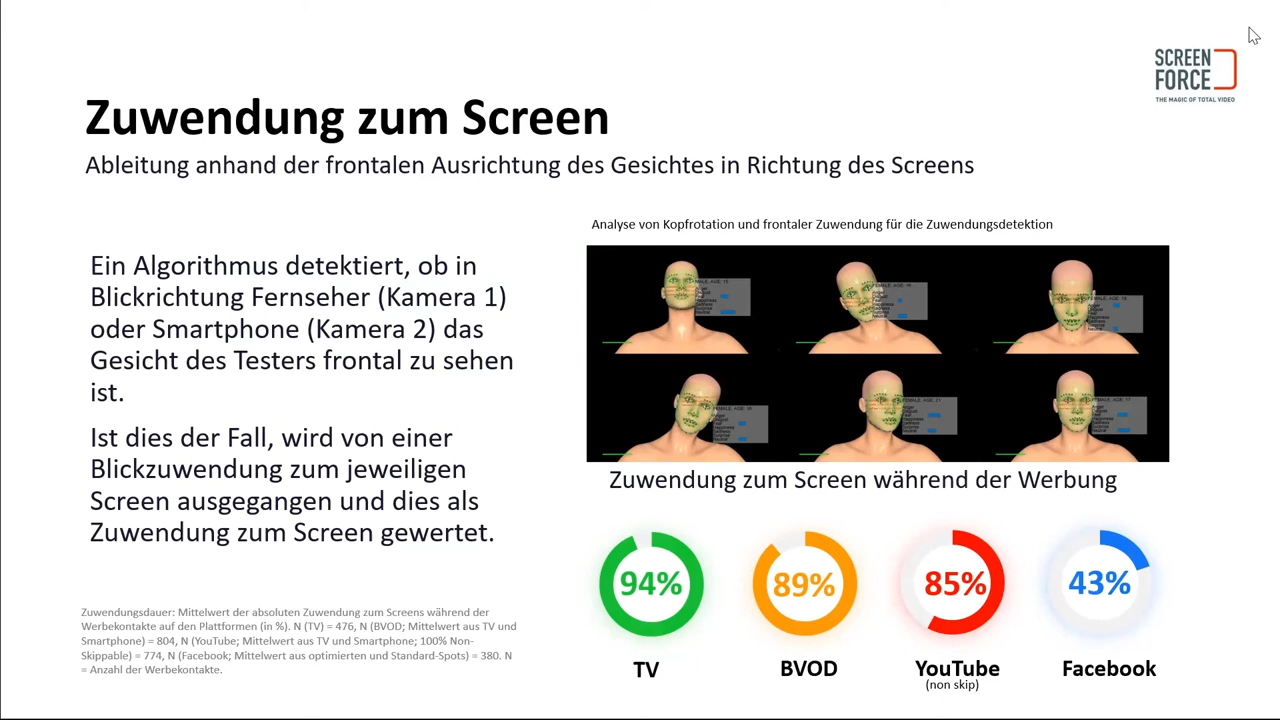 SCREEN
FORCE
THE MAGIC OF TOTAL VIDEO
Zuwendung zum Screen
Ableitung anhand der frontalen Ausrichtung des Gesichtes in Richtung des Screens
Ein Algorithmus detektiert, ob in
Blickrichtung Fernseher (Kamera 1)
oder Smartphone (Kamera 2) das
Gesicht des Testers frontal zu sehen
ist.
Ist dies der Fall, wird von einer
Blickzuwendung zum jeweiligen
Screen ausgegangen und dies als
Zuwendung zum Screen gewertet.
Zuwendungsdauer: Mittelwert der absoluten Zuwendung zum Screens während der
Werbekontakte auf den Plattformen (in %). N (TV) = 476, N (BVOD; Mittelwert aus TV und
Smartphone) = 804, N (YouTube; Mittelwert aus TV und Smartphone; 100% Non-
Skippable) = 774, N (Facebook; Mittelwert aus optimierten und Standard-Spots) = 380. N
= Anzahl der Werbekontakte.
Analyse von Kopfrotation und frontaler Zuwendung für die Zuwendungsdetektion
Zuwendung zum Screen während der Werbung
94% 89% 85% 43%
TV BVOD YouTube Facebook
(non skip)